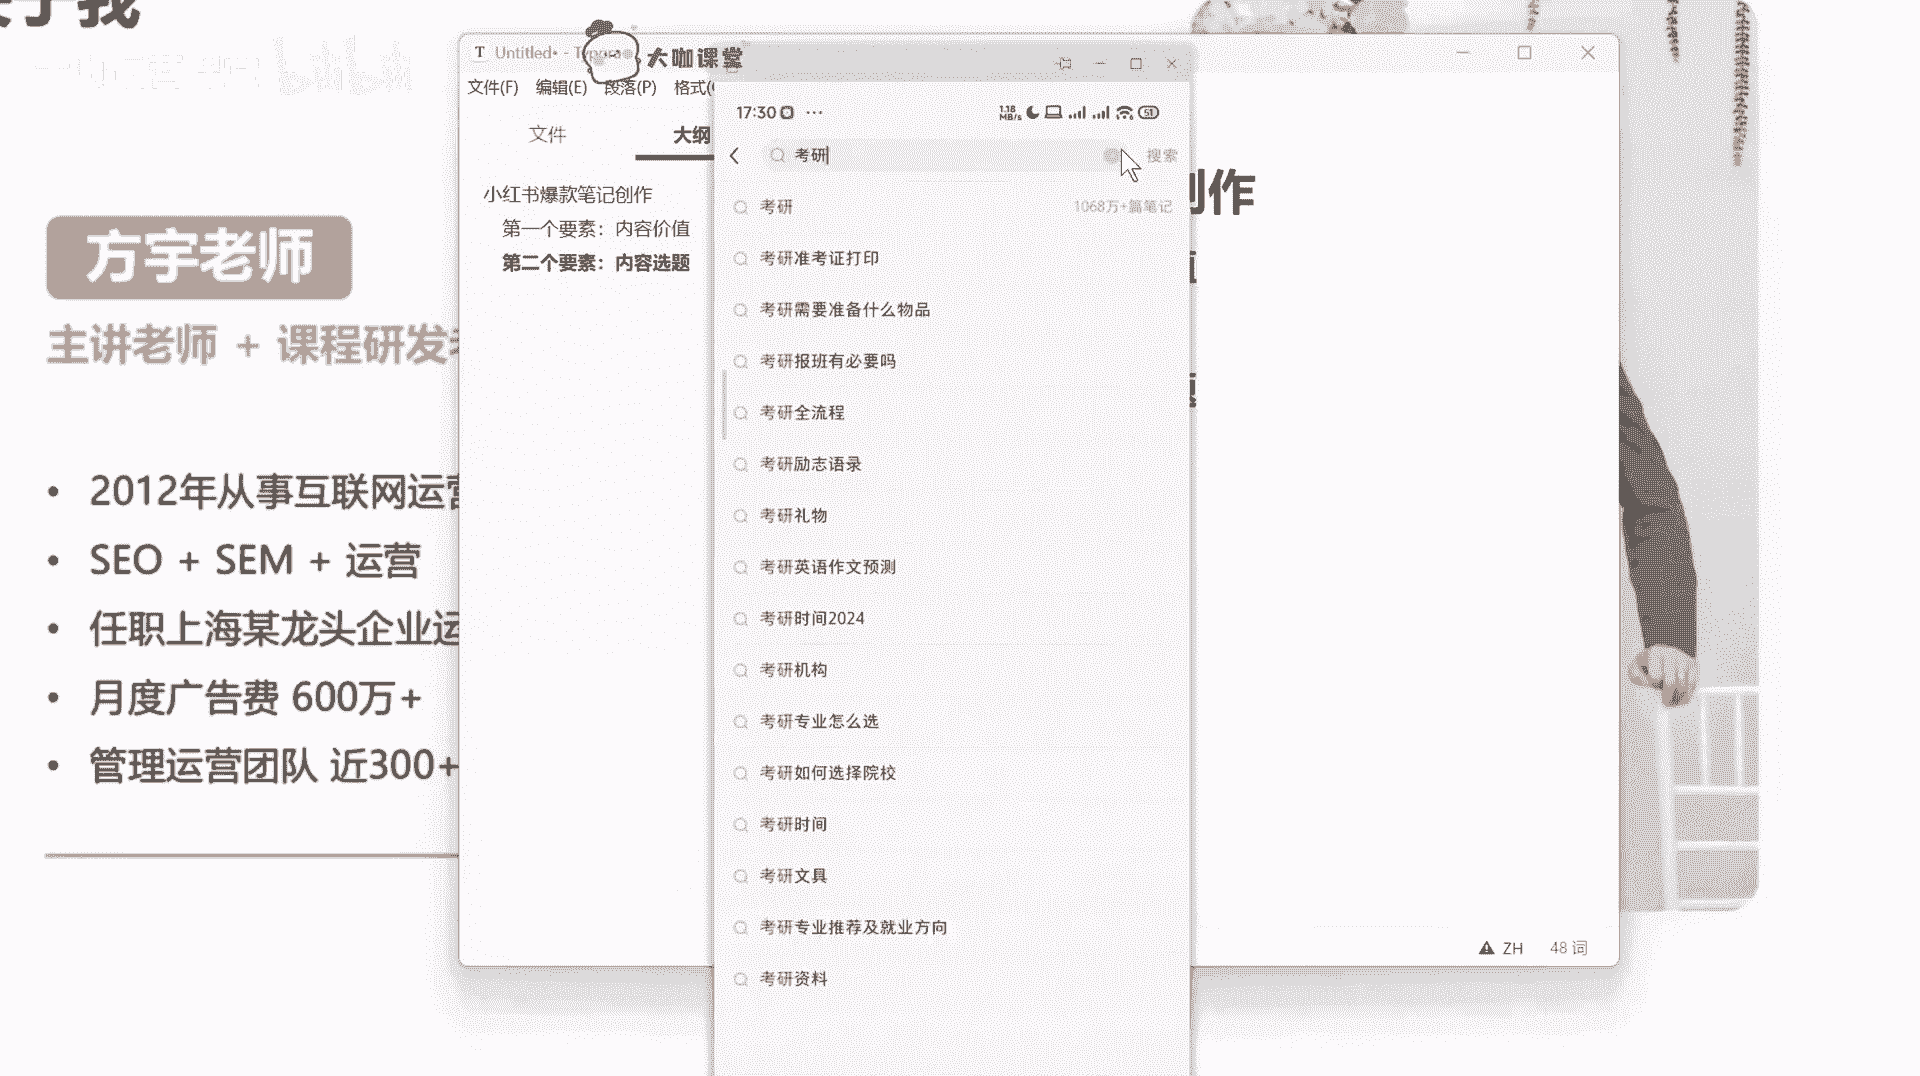 于我
方宇老师
主讲老师 + 课程研发
• 2012年从事互联网运营
• SEO + SEM + 运营
• 任职上海某龙头企业运
• 月度广告费 600万+
• 管理运营团队 近300+
T Untitled• - Typora
大咖课堂
文件(F) 编辑(E) 段落(P) 格式(
文件 大纲
小红书爆款笔记创作
第一个要素：内容价值
第二个要素：内容选题
创作
17:30 ···
1.18 MB/s 51
考研 搜索
考研 1068万+篇笔记
考研准考证打印
考研需要准备什么物品
考研报班有必要吗
考研全流程
考研励志语录
考研礼物
考研英语作文预测
考研时间2024
考研机构
考研专业怎么选
考研如何选择院校
考研时间
考研文具
考研专业推荐及就业方向
考研资料
ZH 48 词